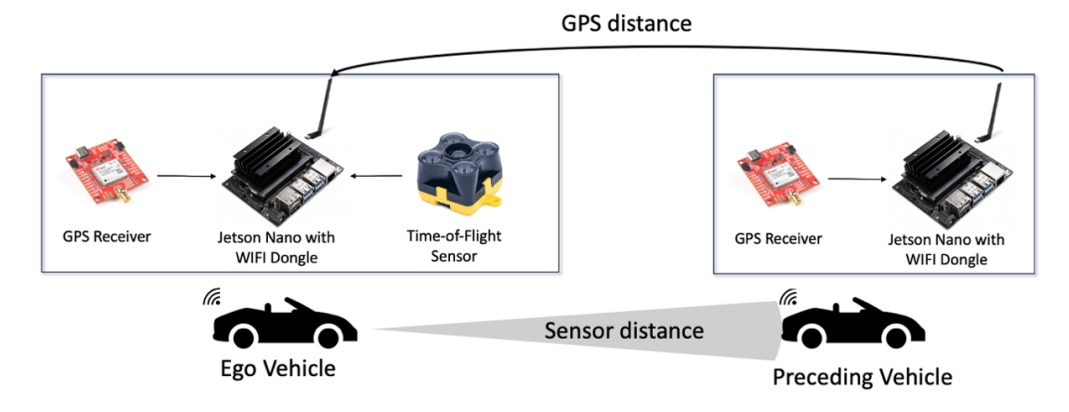 GPS distance
GPS Receiver
Jetson Nano with
WIFI Dongle
Time-of-Flight
Sensor
GPS Receiver
Jetson Nano with
WIFI Dongle
Ego Vehicle
Sensor distance
Preceding Vehicle